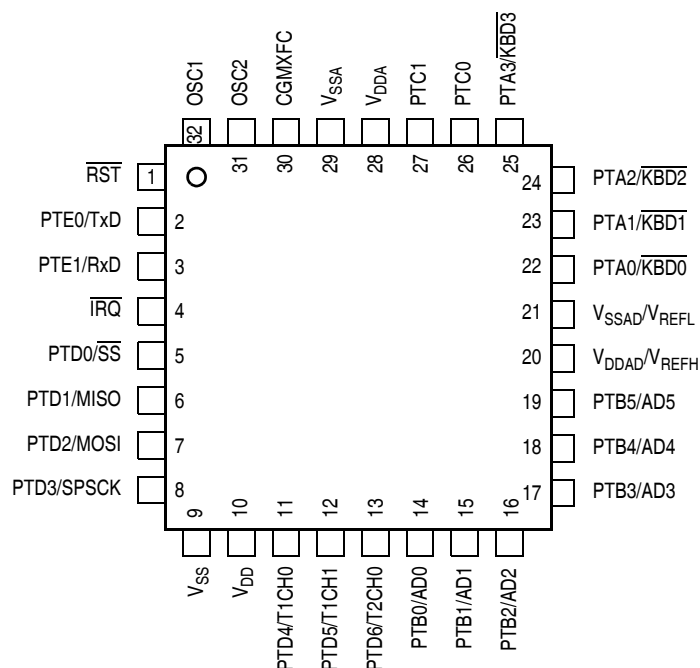 OSC1
OSC2
CGMXFC
VSSA
VDDA
PTC1
PTC0
PTA3/KBD3
32
31
30
29
28
27
26
25
RST
1
PTE0/TxD
2
PTE1/RxD
3
IRQ
4
PTD0/SS
5
PTD1/MISO
6
PTD2/MOSI
7
PTD3/SPSCK
8
24
PTA2/KBD2
23
PTA1/KBD1
22
PTA0/KBD0
21
VSSAD/VREFL
20
VDDAD/VREFH
19
PTB5/AD5
18
PTB4/AD4
17
PTB3/AD3
9
10
11
12
13
14
15
16
VSS
VDD
PTD4/T1CH0
PTD5/T1CH1
PTD6/T2CH0
PTB0/AD0
PTB1/AD1
PTB2/AD2